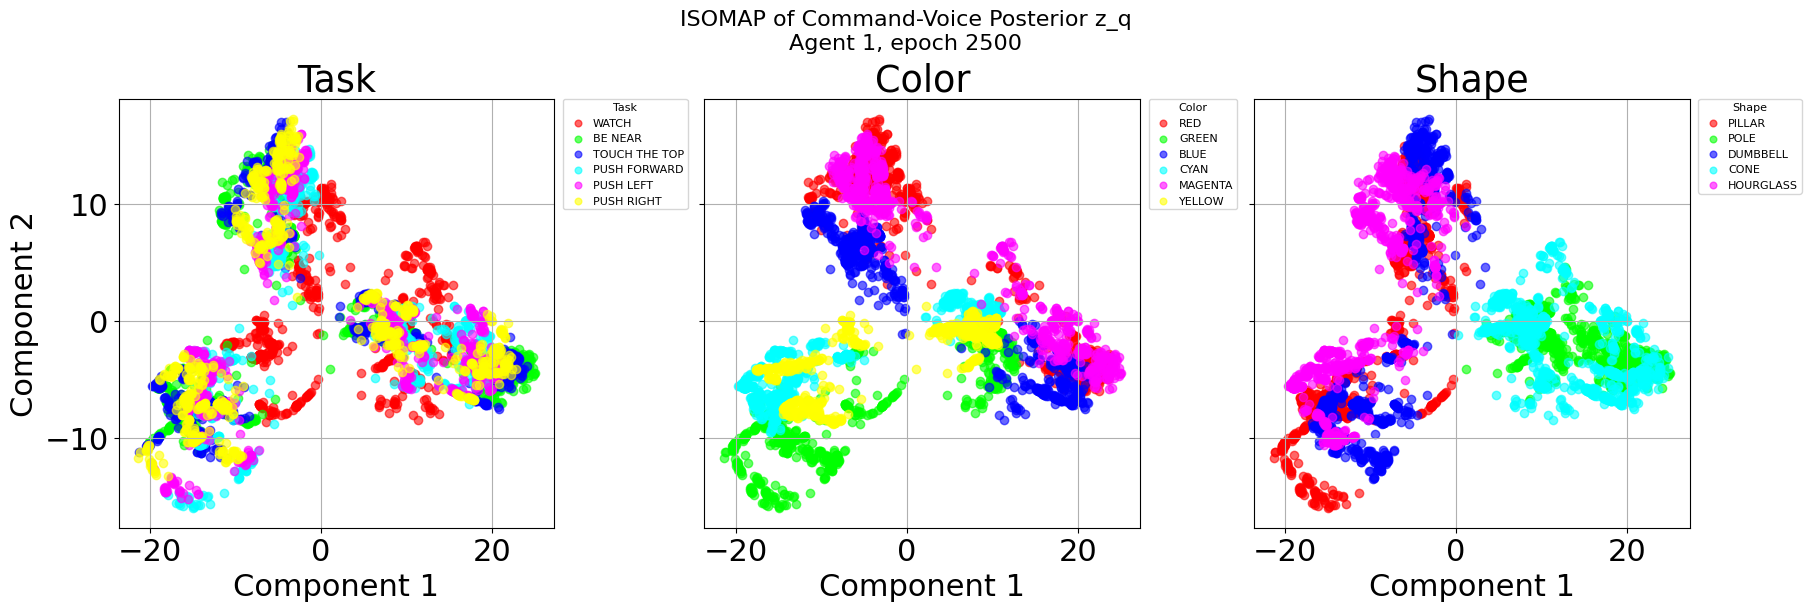 ISOMAP of Command-Voice Posterior z_q
Agent 1, epoch 2500
Task
Color
Shape
Task
WATCH
BE NEAR
TOUCH THE TOP
PUSH FORWARD
PUSH LEFT
PUSH RIGHT
Color
RED
GREEN
BLUE
CYAN
MAGENTA
YELLOW
Shape
PILLAR
POLE
DUMBBELL
CONE
HOURGLASS
Component 2
10
0
−10
−20
0
20
−20
0
20
−20
0
20
Component 1
Component 1
Component 1